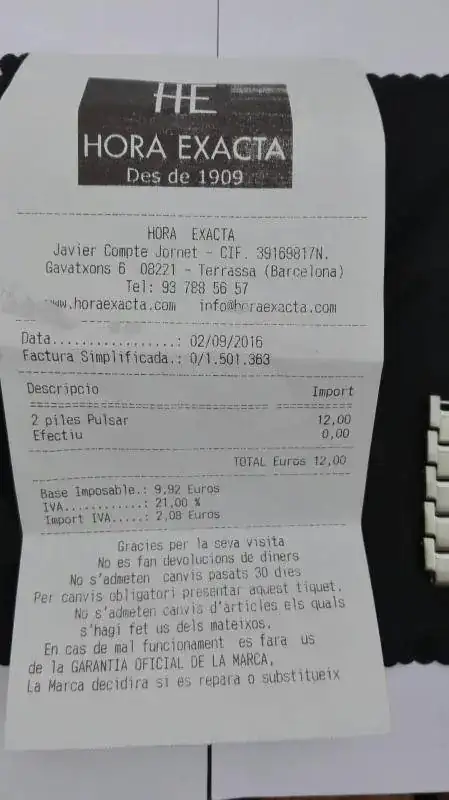 HE
HORA EXACTA
Des de 1909
HORA EXACTA
Javier Compte Jornet - CIF. 39169817N.
Gavatxons 6 08221 - Terrassa (Barcelona)
Tel: 93 788 56 57
www.horaexacta.com info@horaexacta.com
Data.................: 02/09/2016
Factura Simplificada.: 0/1.501.363
Descripcio Import
2 piles Pulsar 12,00
Efectiu 0,00
TOTAL Euros 12,00
Base Imposable.: 9,92 Euros
IVA............: 21,00 %
Import IVA.....: 2,08 Euros
Gracies per la seva visita
No es fan devolucions de diners
No s'admeten canvis pasats 30 dies
Per canvis obligatori presentar aquest tiquet.
No s'admeten canvis d'articles els quals
s'hagi fet us dels mateixos.
En cas de mal funcionament es fara us
de la GARANTIA OFICIAL DE LA MARCA,
La Marca decidira si es repara o substitueix